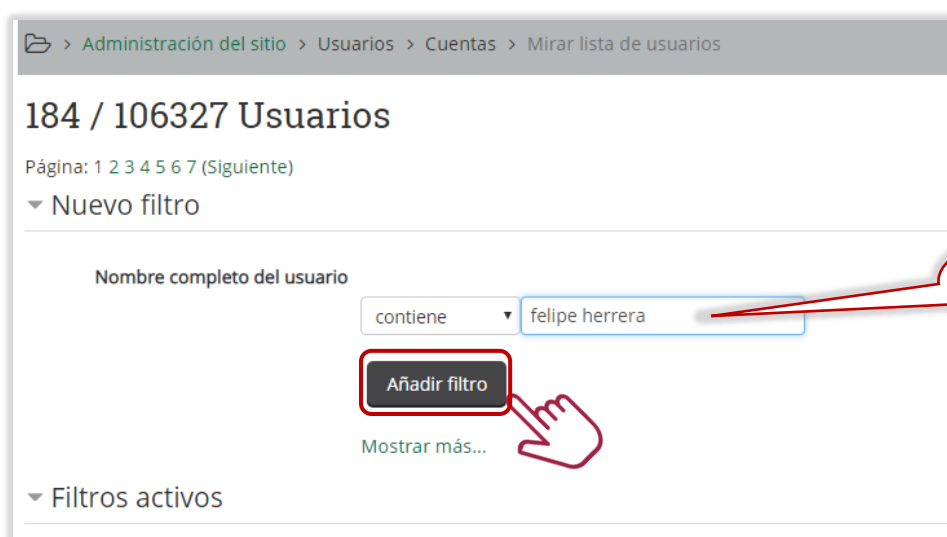 > Administración del sitio > Usuarios > Cuentas > Mirar lista de usuarios
184 / 106327 Usuarios
Página: 1 2 3 4 5 6 7 (Siguiente)
Nuevo filtro
Nombre completo del usuario
contiene felipe herrera
Añadir filtro
Mostrar más...
Filtros activos